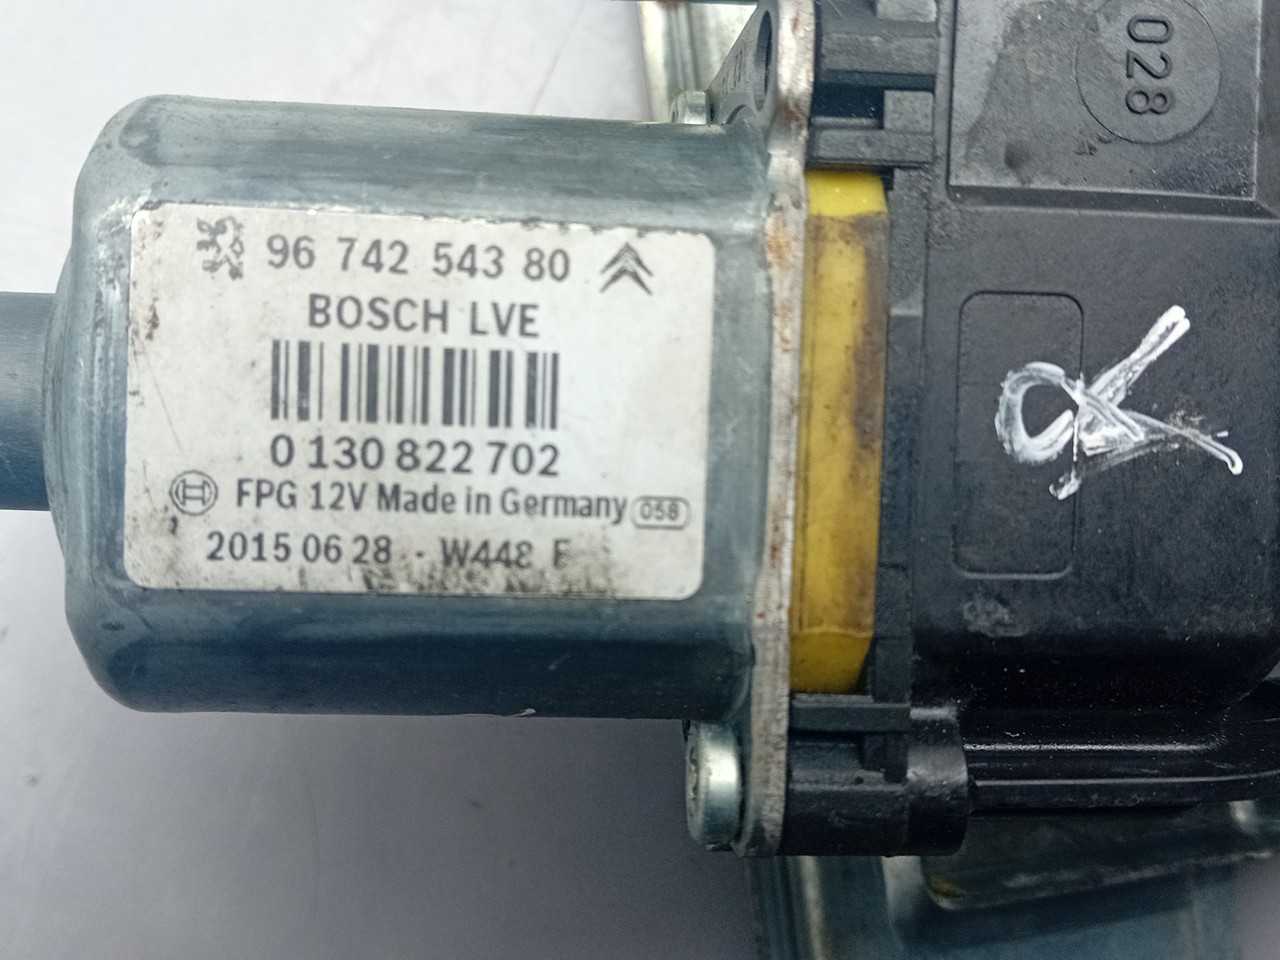 96 742 543 80
BOSCH LVE
0 130 822 702
FPG 12V Made in Germany 058
2015 06 28 - W448 F
028